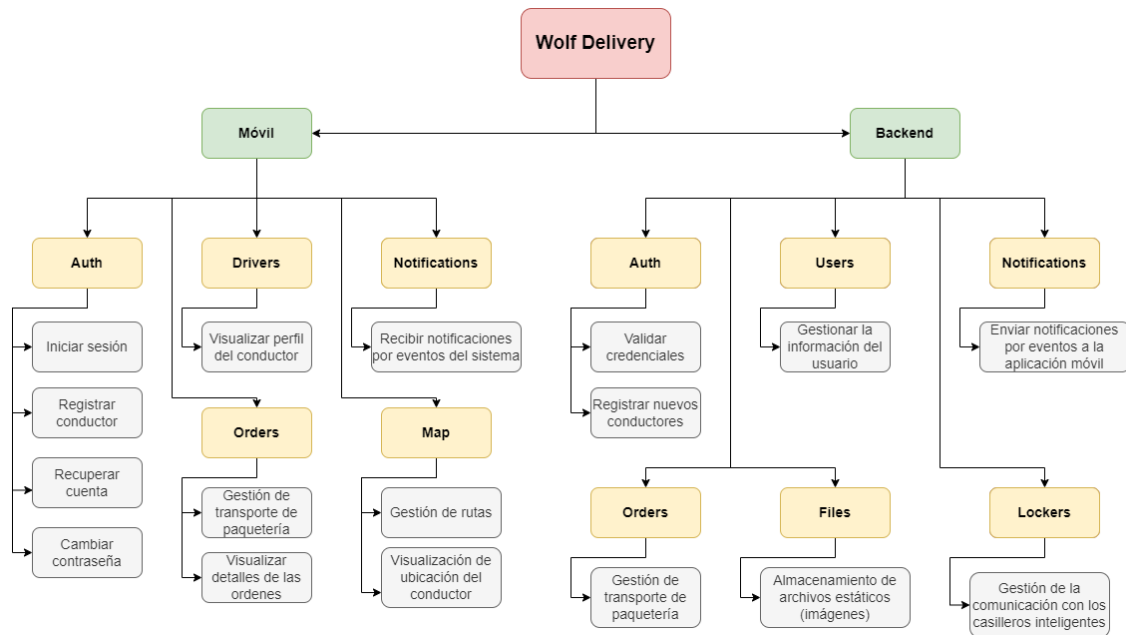 Wolf Delivery
Móvil
Backend
Auth
Drivers
Notifications
Auth
Users
Notifications
Iniciar sesión
Visualizar perfil
del conductor
Recibir notificaciones
por eventos del sistema
Validar
credenciales
Gestionar la
información del
usuario
Enviar notificaciones
por eventos a la
aplicación móvil
Registrar
conductor
Orders
Map
Registrar nuevos
conductores
Recuperar
cuenta
Gestión de
transporte de
paquetería
Gestión de rutas
Orders
Files
Lockers
Cambiar
contraseña
Visualizar
detalles de las
ordenes
Visualización de
ubicación del
conductor
Gestión de
transporte de
paquetería
Almacenamiento de
archivos estáticos
(imágenes)
Gestión de la
comunicación con los
casilleros inteligentes